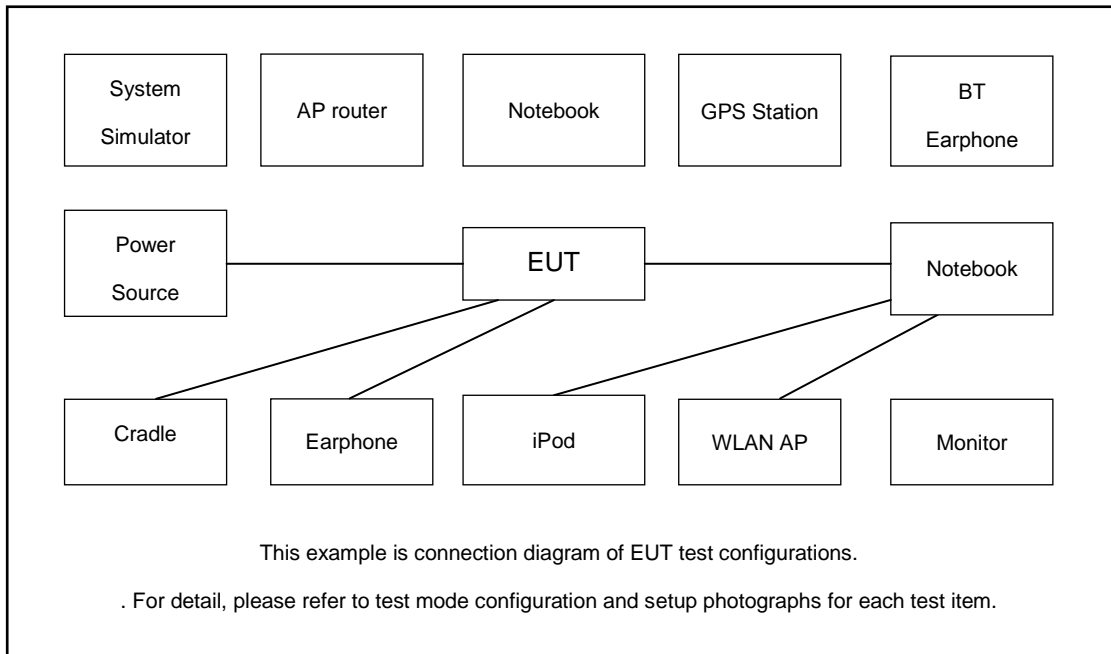 System
Simulator
AP router
Notebook
GPS Station
BT
Earphone
Power
Source
EUT
Notebook
Cradle
Earphone
iPod
WLAN AP
Monitor
This example is connection diagram of EUT test configurations.
. For detail, please refer to test mode configuration and setup photographs for each test item.